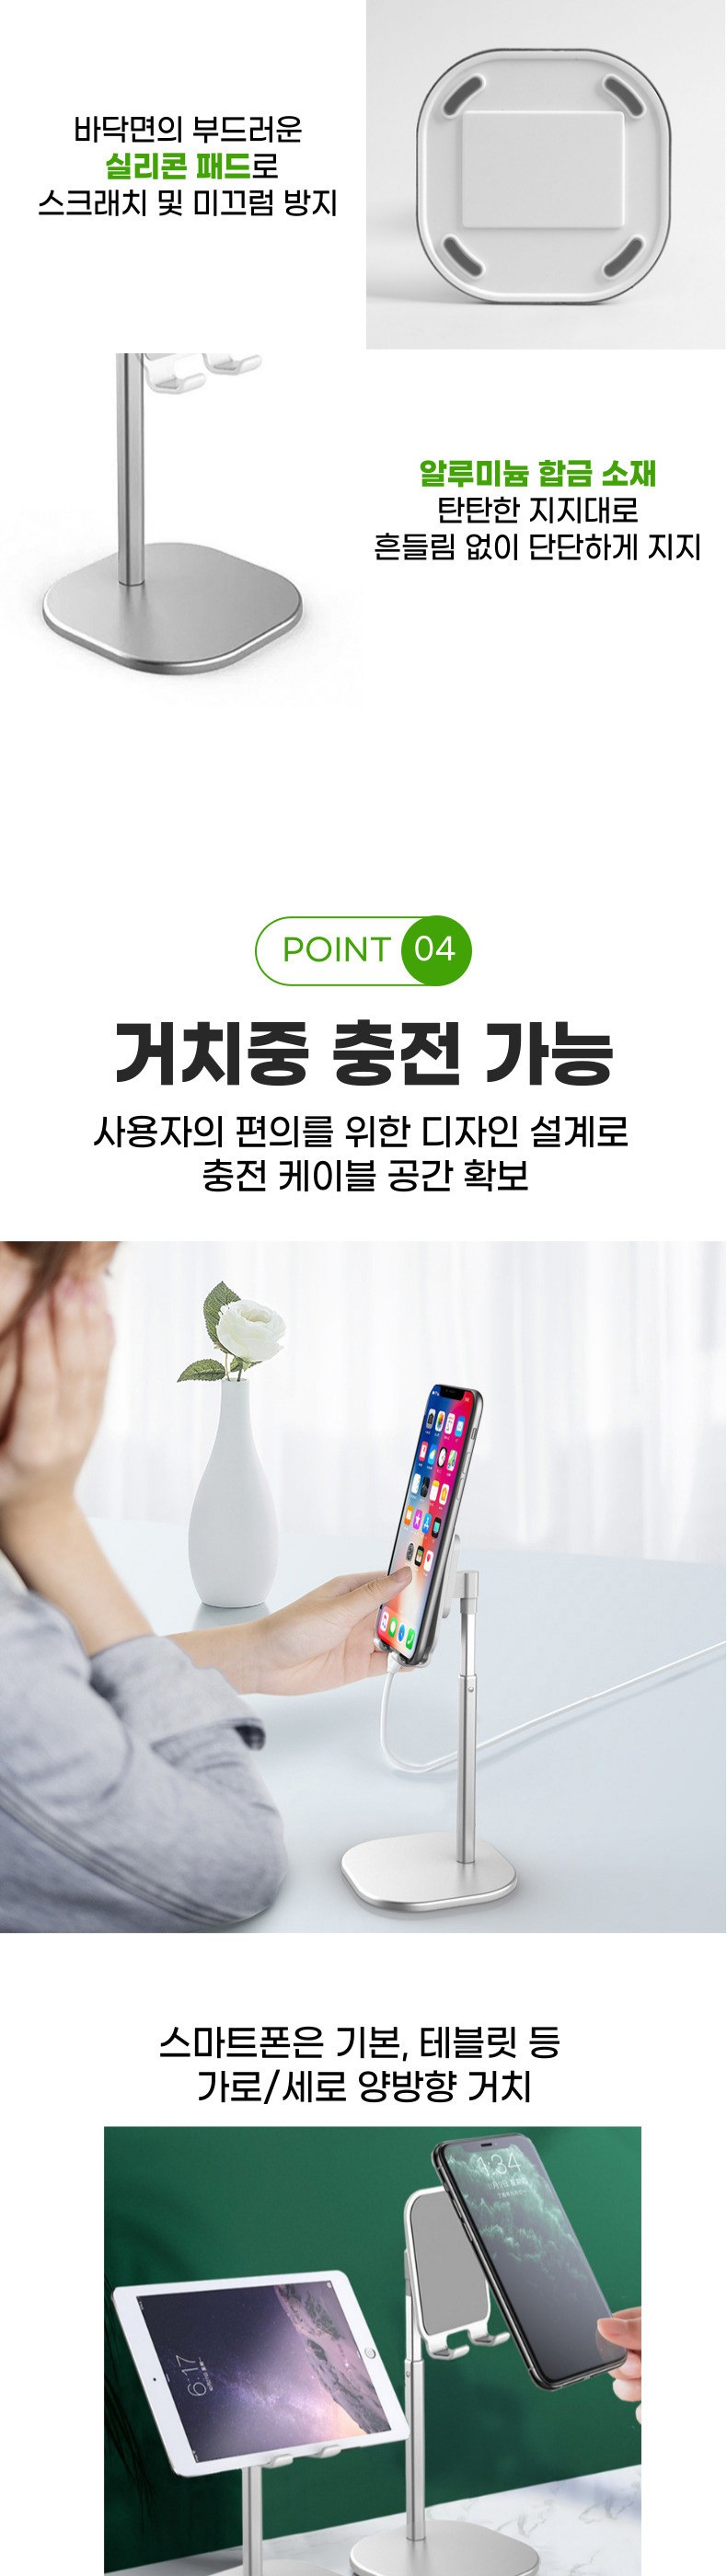 바닥면의 부드러운
실리콘 패드로
스크래치 및 미끄럼 방지
알루미늄 합금 소재
탄탄한 지지대로
흔들림 없이 단단하게 지지
POINT 04
거치중 충전 가능
사용자의 편의를 위한 디자인 설계로
충전 케이블 공간 확보
스마트폰은 기본, 테블릿 등
가로/세로 양방향 거치
1:34
6:17